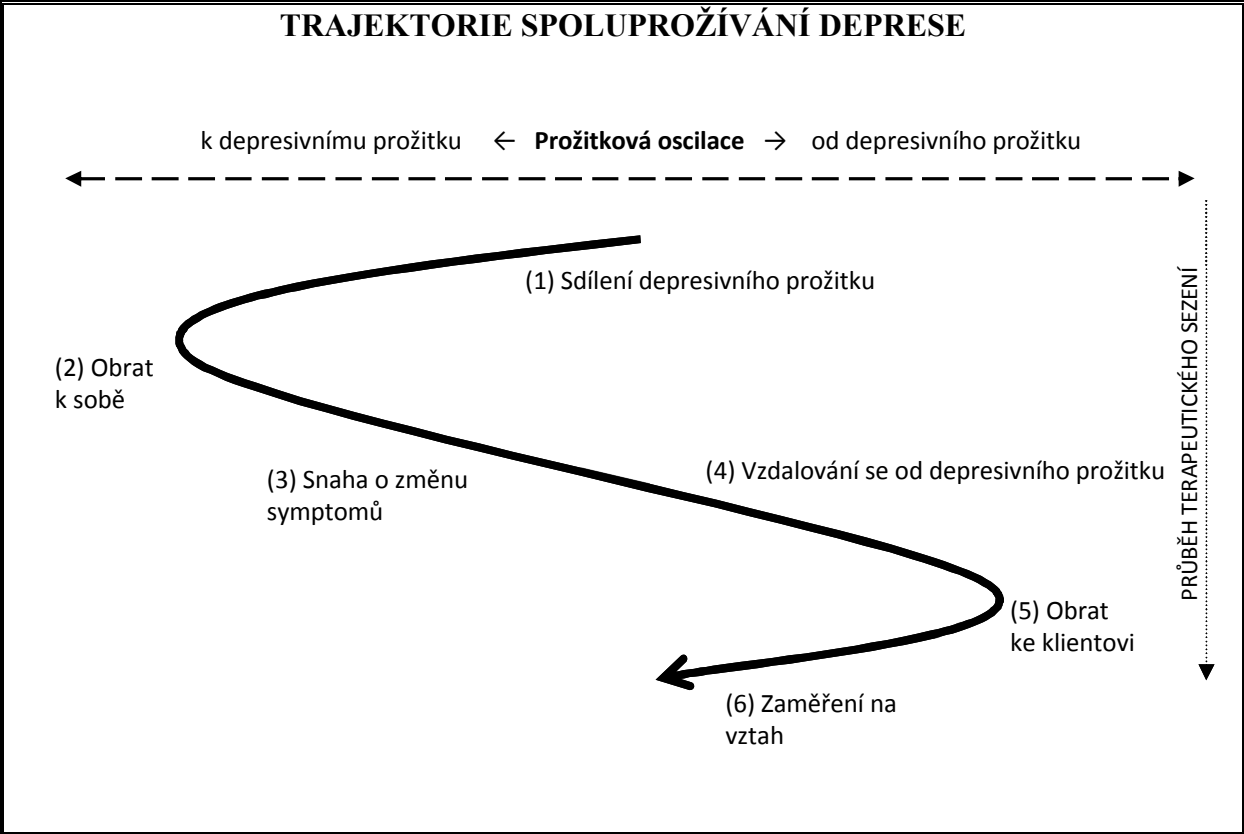 TRAJEKTORIE SPOLUPROŽÍVÁNÍ DEPRESE
k depresivnímu prožitku ← Prožitková oscilace → od depresivního prožitku
(1) Sdílení depresivního prožitku
(2) Obrat
k sobě
(3) Snaha o změnu
symptomů
(4) Vzdalování se od depresivního prožitku
(5) Obrat
ke klientovi
(6) Zaměření na
vztah
PRŮBĚH TERAPEUTICKÉHO SEZENÍ